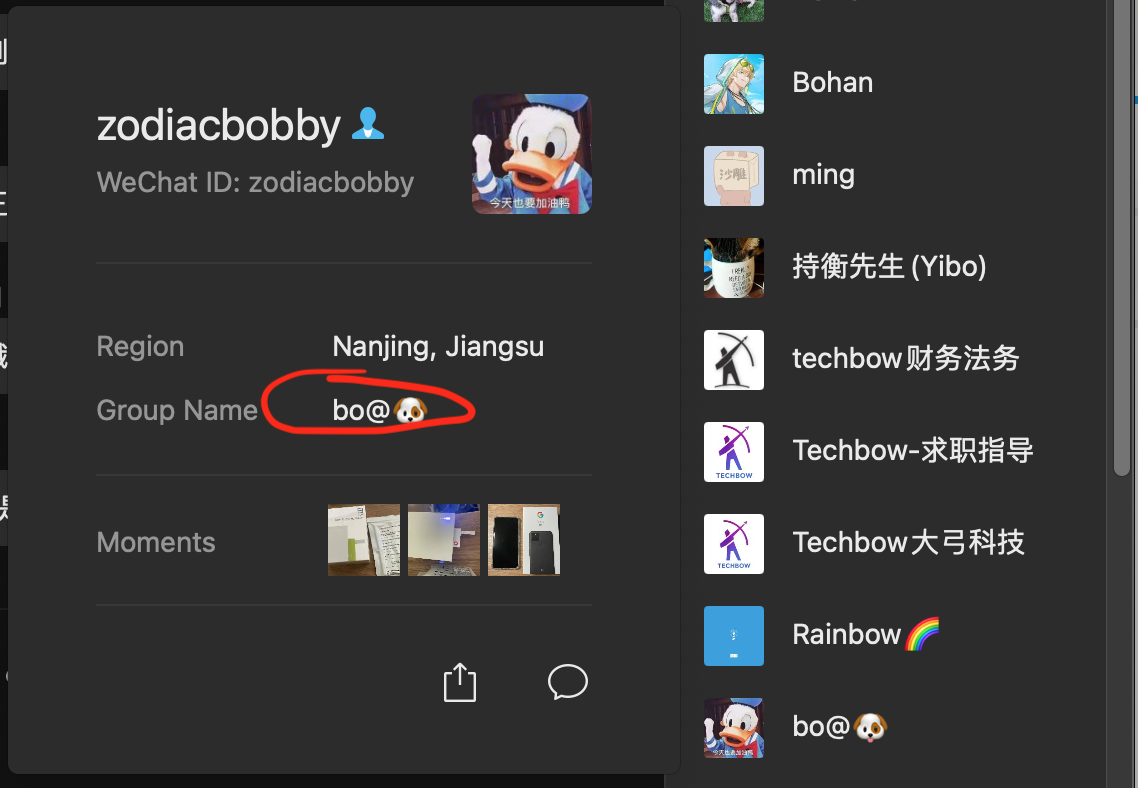 zodiacbobby
WeChat ID: zodiacbobby
今天也要加油鸭
Region Nanjing, Jiangsu
Group Name bo@🐶
Moments
Bohan
ming
沙雕
持衡先生 (Yibo)
techbow财务法务
Techbow-求职指导
TECHBOW
Techbow大弓科技
TECHBOW
Rainbow🌈
bo@🐶
今天也要加油鸭